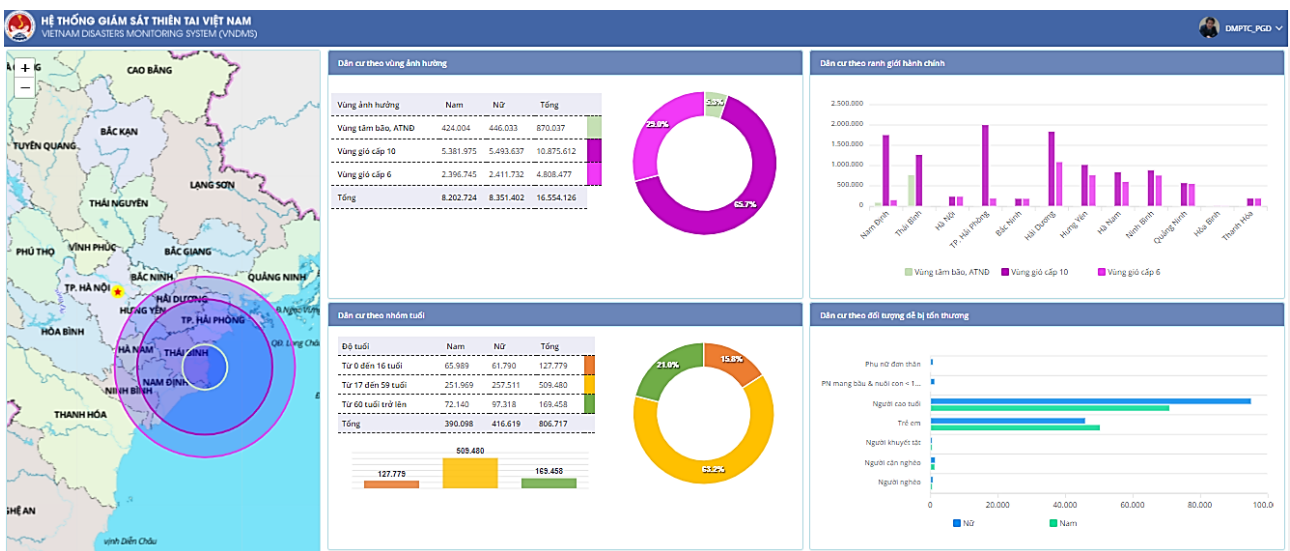 HỆ THỐNG GIÁM SÁT THIÊN TAI VIỆT NAM
VIETNAM DISASTERS MONITORING SYSTEM (VNDMS)
DMPTC_PGD
+
−
CAO BẰNG
BẮC KẠN
TUYÊN QUANG
LẠNG SƠN
THÁI NGUYÊN
PHÚ THỌ
VĨNH PHÚC
BẮC GIANG
BẮC NINH
QUẢNG NINH
TP. HÀ NỘI
HẢI DƯƠNG
HƯNG YÊN
TP. HẢI PHÒNG
HÒA BÌNH
HÀ NAM
THÁI BÌNH
NAM ĐỊNH
NINH BÌNH
THANH HÓA
vịnh Diễn Châu
Dân cư theo vùng ảnh hưởng
Vùng ảnh hưởng Nam Nữ Tổng
Vùng tâm bão, ATNĐ 424.004 446.033 870.037
Vùng gió cấp 10 5.381.975 5.493.637 10.875.612
Vùng gió cấp 6 2.396.745 2.411.732 4.808.477
Tổng 8.202.724 8.351.402 16.554.126
65.7%
Dân cư theo ranh giới hành chính
2.500.000
2.000.000
1.500.000
1.000.000
500.000
0
Nam Định
Thái Bình
Hà Nội
TP. Hải Phòng
Bắc Ninh
Hải Dương
Hưng Yên
Hà Nam
Ninh Bình
Quảng Ninh
Hòa Bình
Thanh Hóa
Vùng tâm bão, ATNĐ Vùng gió cấp 10 Vùng gió cấp 6
Dân cư theo nhóm tuổi
Độ tuổi Nam Nữ Tổng
Từ 0 đến 16 tuổi 65.989 61.790 127.779
Từ 17 đến 59 tuổi 251.969 257.511 509.480
Từ 60 tuổi trở lên 72.140 97.318 169.458
Tổng 390.098 416.619 806.717
127.779
509.480
169.458
21.0%
15.8%
63.2%
Dân cư theo đối tượng dễ bị tổn thương
Phụ nữ đơn thân
PN mang bầu & nuôi con < 1...
Người cao tuổi
Trẻ em
Người khuyết tật
Người cận nghèo
Người nghèo
0 20.000 40.000 60.000 80.000 100.0
Nữ Nam